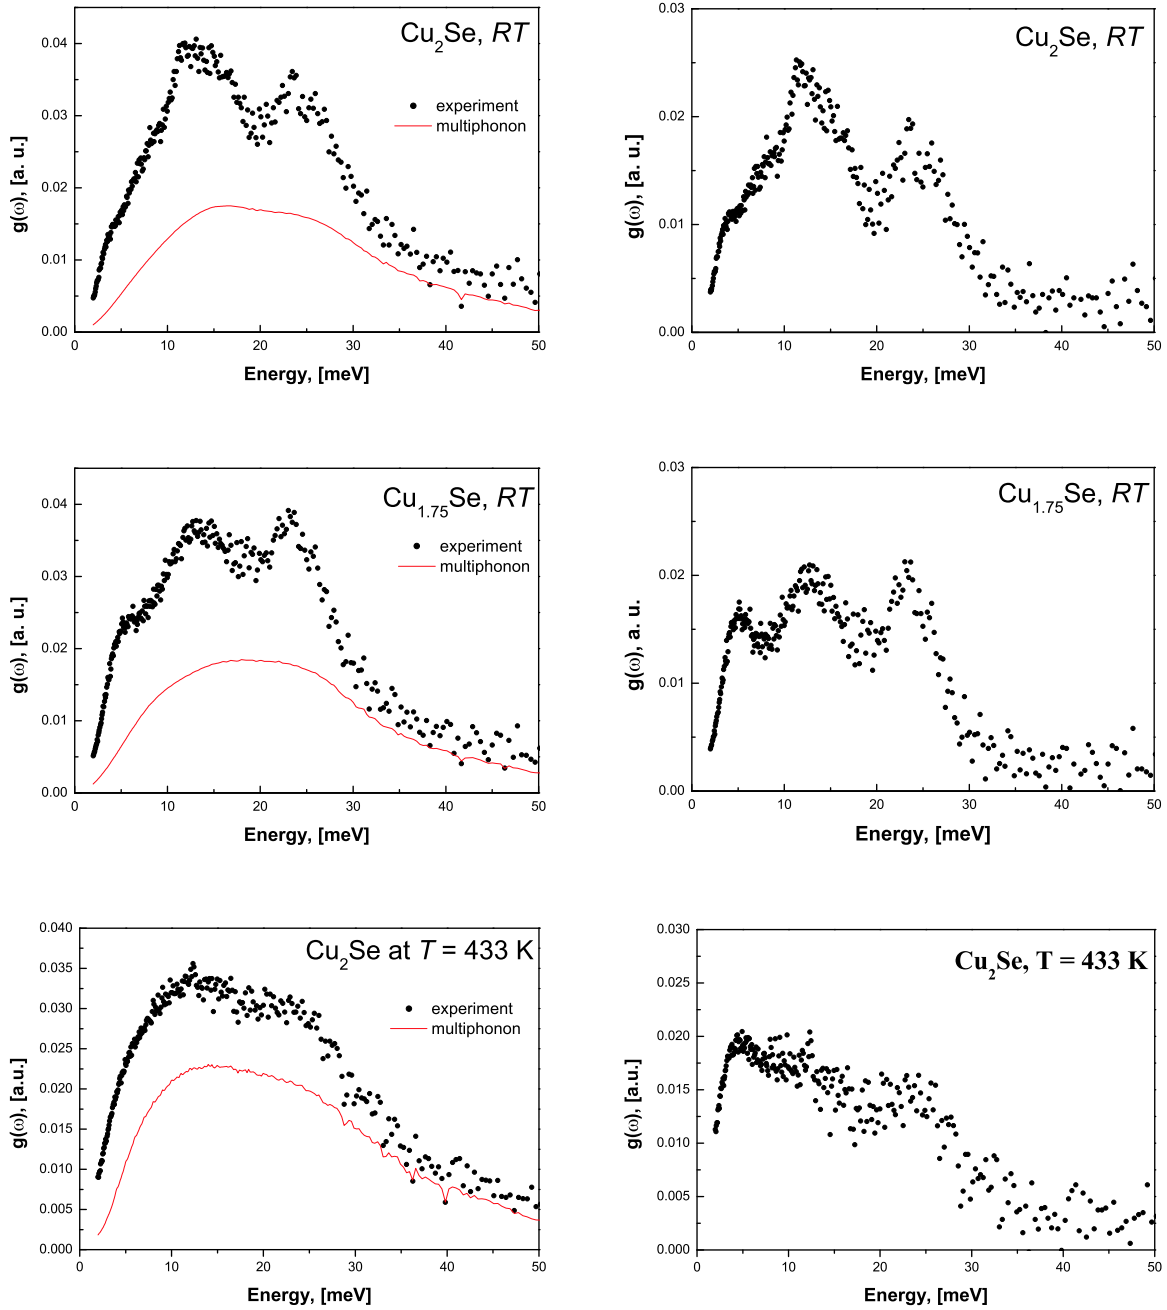 Cu2Se, RT
experiment
multiphonon
0.04
0.03
0.02
0.01
0.00
g(ω), [a. u.]
0 10 20 30 40 50
Energy, [meV]
Cu2Se, RT
0.03
0.02
0.01
0.00
g(ω), [a. u.]
0 10 20 30 40 50
Energy, [meV]
Cu1.75Se, RT
experiment
multiphonon
0.04
0.03
0.02
0.01
0.00
g(ω), [a. u.]
0 10 20 30 40 50
Energy, [meV]
Cu1.75Se, RT
0.03
0.02
0.01
0.00
g(ω), a. u.
0 10 20 30 40 50
Energy, [meV]
Cu2Se at T = 433 K
experiment
multiphonon
0.040
0.035
0.030
0.025
0.020
0.015
0.010
0.005
0.000
g(ω), [a.u.]
0 10 20 30 40 50
Energy, [meV]
Cu2Se, T = 433 K
0.030
0.025
0.020
0.015
0.010
0.005
0.000
g(ω), [a.u.]
0 10 20 30 40 50
Energy, [meV]